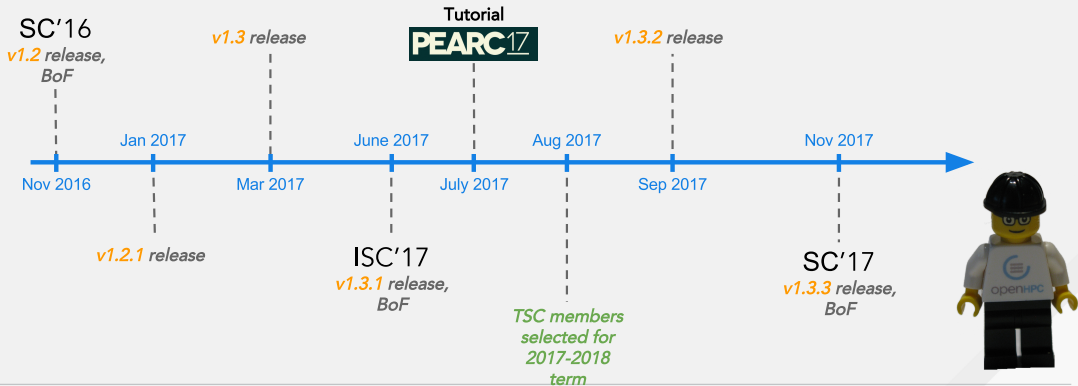 SC'16
v1.2 release,
BoF
Nov 2016
Jan 2017
v1.2.1 release
v1.3 release
Mar 2017
June 2017
ISC'17
v1.3.1 release,
BoF
Tutorial
PEARC17
July 2017
Aug 2017
TSC members
selected for
2017-2018
term
v1.3.2 release
Sep 2017
Nov 2017
SC'17
v1.3.3 release,
BoF
openHPC